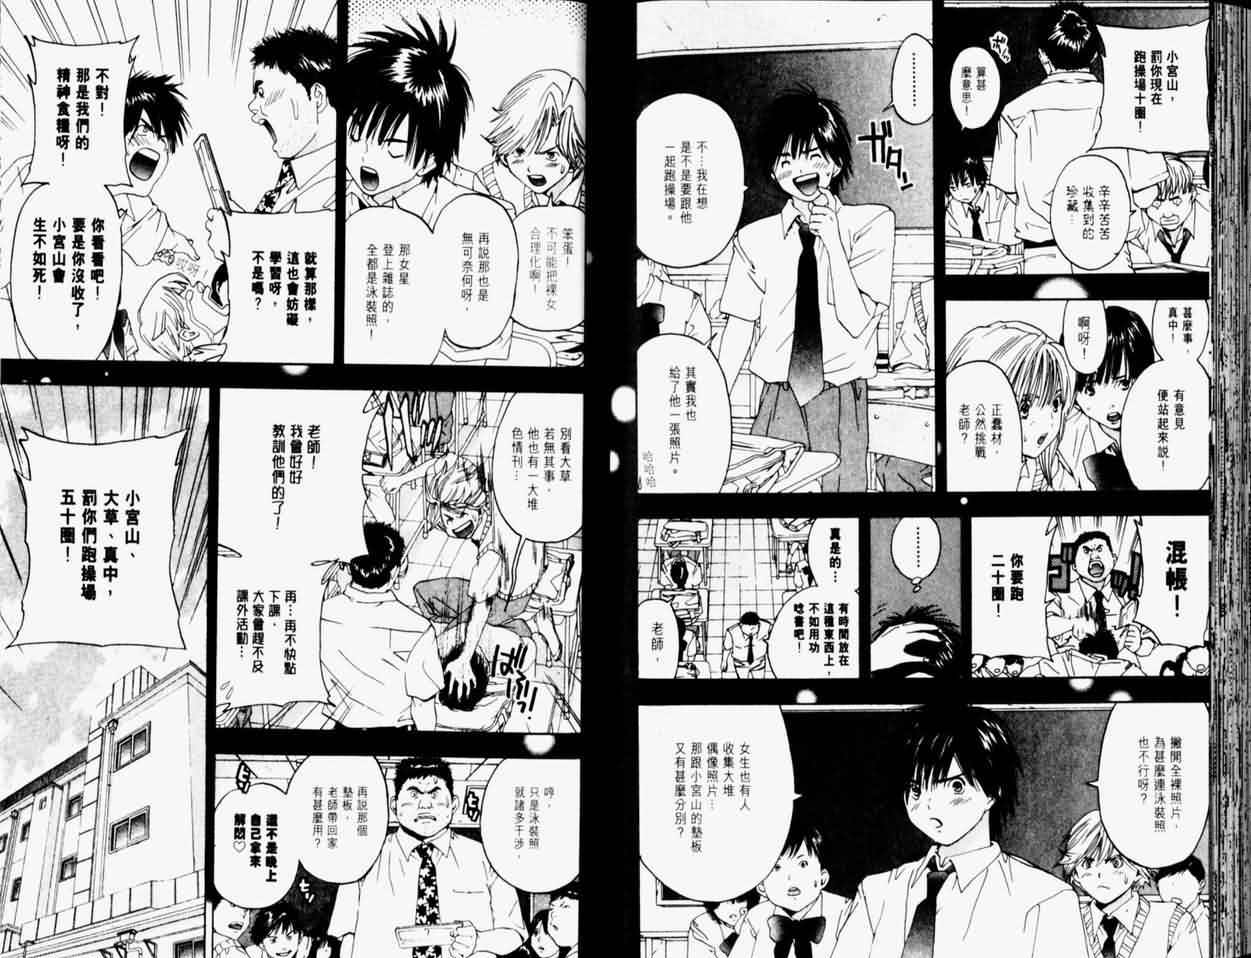 小宮山，
罰你現在
跑操場十圈！
算甚
麼意思！
辛辛苦苦
收集到的
珍藏…
…………
ガタン
不…我在想
是不是要跟他
一起跑操場。
其實我也
給了他一張照片。
哈哈哈
甚麼事，
真中！
有意見
便站起來說！
啊呀！
正蠢材，
公然挑戰
老師？
混帳！
你要跑
二十圈！
…………
真是的…
有時間放在
這種東西上，
不如用功
唸書吧！
老師，
撇開全裸照片，
為甚麼連泳裝照
也不行呀？
女生也有人
收集大堆
偶像照片…
那跟小宮山的墊板
又有甚麼分別？
笨蛋！
不可能把裸女
合理化啊！
再說那也是
無可奈何呀，
那女星
登上雜誌的，
全都是泳裝照！
就算那樣，
這也會妨礙
學習呀，
不是嗎？
不對！
那是我們的
精神食糧呀！
你看看吧！
要是你沒收了，
小宮山會
生不如死！
別看大草
若無其事，
他也有一大堆
色情刊…
老師！
我會好好
教訓他們的了！
再…再不快點
下課，
大家會趕不及
課外活動…
哼，
只是泳裝照
就諸多干涉，
再說那個
墊板，
老師帶回家
有甚麼用？
還不是晚上
自己拿來
解悶♡
小宮山、
大草、真中，
罰你們跑操場
五十圈！